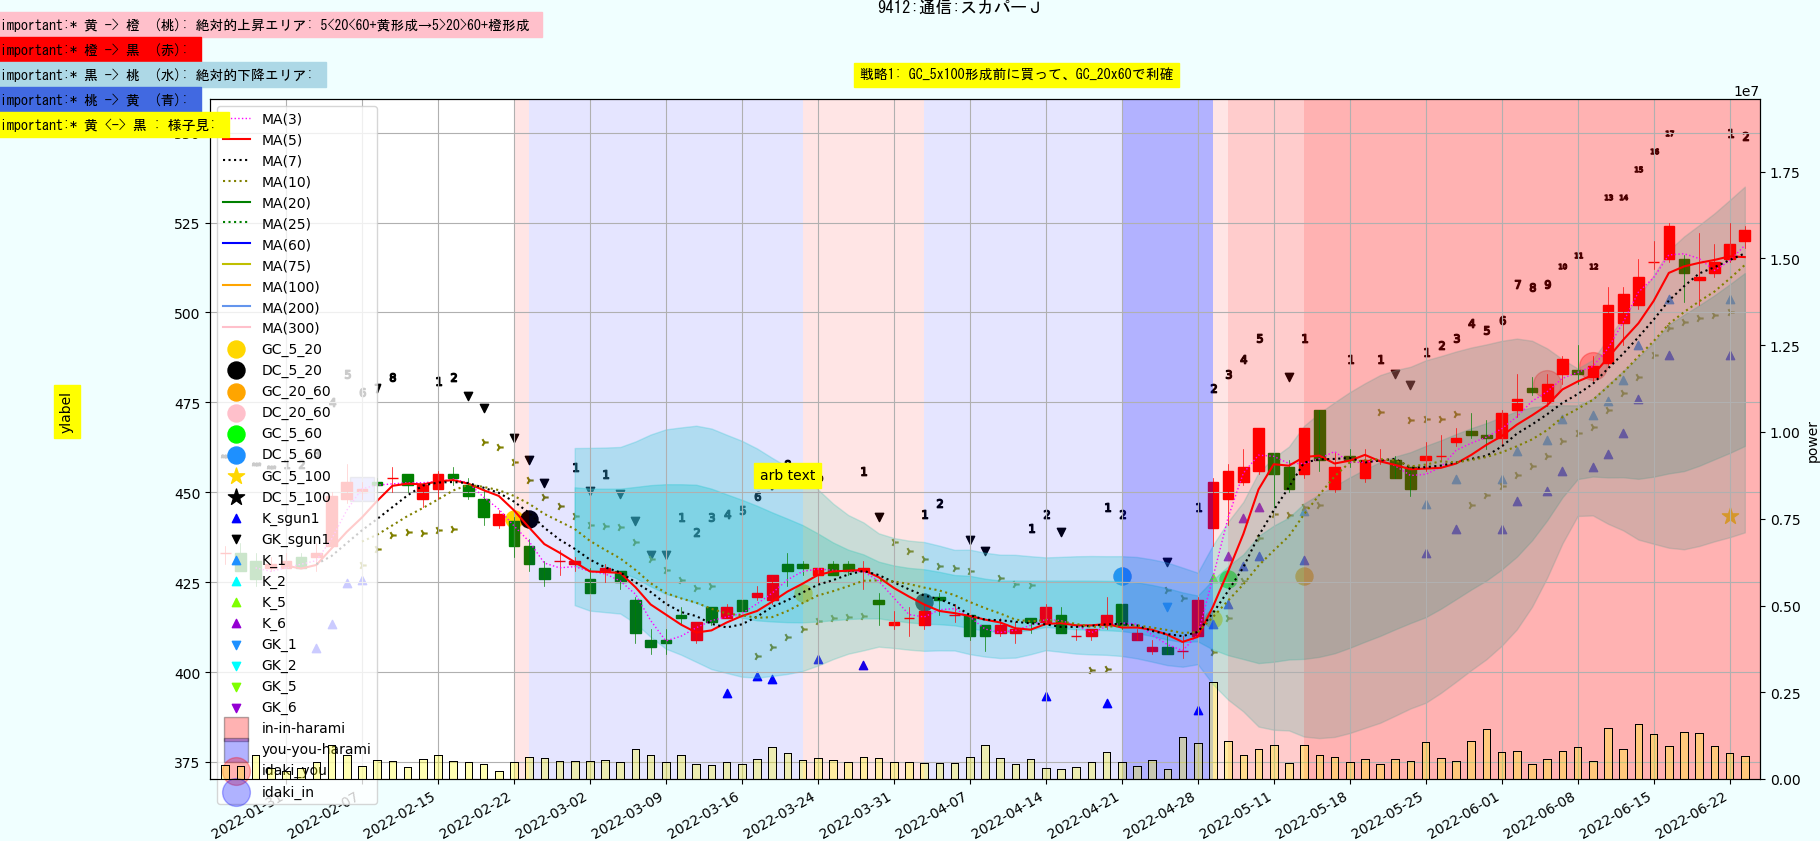 9412:通信:スカパーJ
important:* 黄 -> 橙 (桃): 絶対的上昇エリア: 5<20<60+黄形成→5>20>60+橙形成
important:* 橙 -> 黒 (赤):
important:* 黒 -> 桃 (水): 絶対的下降エリア:
important:* 桃 -> 黄 (青):
important:* 黄 <-> 黒 : 様子見:
戦略1: GC_5x100形成前に買って、GC_20x60で利確
1e7
MA(3)
MA(5)
MA(7)
MA(10)
MA(20)
MA(25)
MA(60)
MA(75)
MA(100)
MA(200)
MA(300)
GC_5_20
DC_5_20
GC_20_60
DC_20_60
GC_5_60
DC_5_60
GC_5_100
DC_5_100
K_sgun1
GK_sgun1
K_1
K_2
K_5
K_6
GK_1
GK_2
GK_5
GK_6
in-in-harami
you-you-harami
idaki_you
idaki_in
arb text
ylabel
525
500
475
450
425
400
375
power
1.75
1.50
1.25
1.00
0.75
0.50
0.25
0.00
2022-02-07
2022-02-15
2022-02-22
2022-03-02
2022-03-09
2022-03-16
2022-03-24
2022-03-31
2022-04-07
2022-04-14
2022-04-21
2022-04-28
2022-05-11
2022-05-18
2022-05-25
2022-06-01
2022-06-08
2022-06-15
2022-06-22